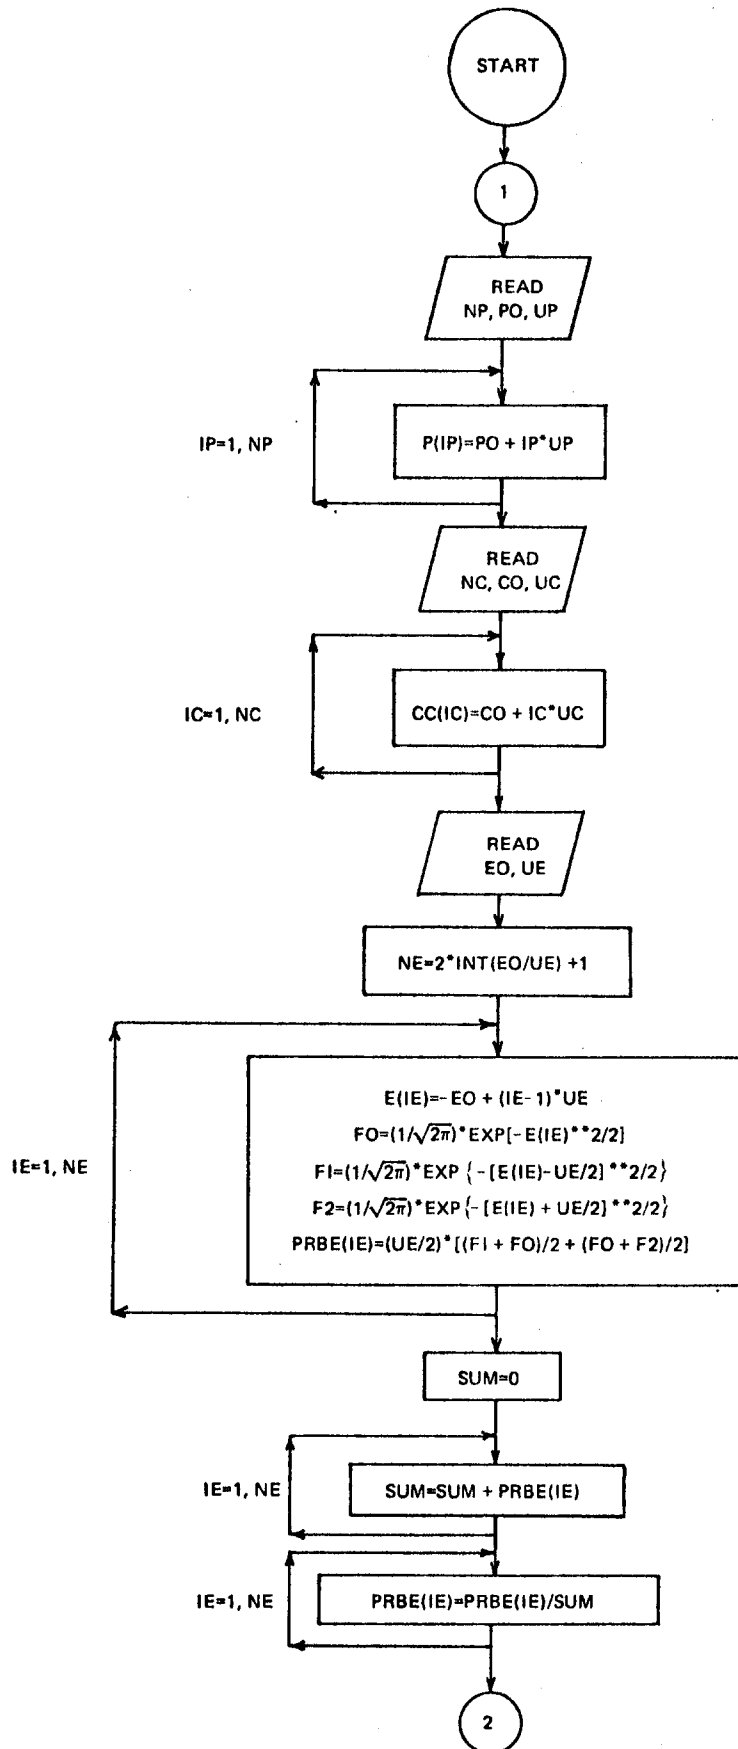 START
1
READ
NP, PO, UP
IP=1, NP
P(IP)=PO + IP*UP
READ
NC, CO, UC
IC=1, NC
CC(IC)=CO + IC*UC
READ
EO, UE
NE=2*INT(EO/UE) +1
IE=1, NE
E(IE)=-EO + (IE-1)*UE
FO=(1/√2π)*EXP[-E(IE)**2/2]
FI=(1/√2π)*EXP {-[E(IE)-UE/2]**2/2}
F2=(1/√2π)*EXP{-[E(IE) + UE/2]**2/2}
PRBE(IE)=(UE/2)*[(FI + FO)/2 + (FO + F2)/2]
SUM=0
IE=1, NE
SUM=SUM + PRBE(IE)
IE=1, NE
PRBE(IE)=PRBE(IE)/SUM
2